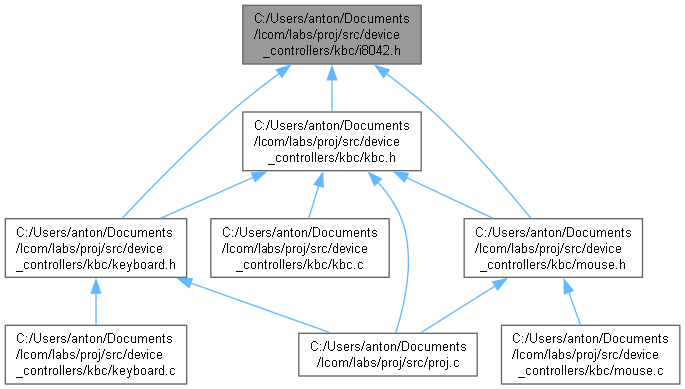 C:/Users/anton/Documents
/lcom/labs/proj/src/device
_controllers/kbc/i8042.h
C:/Users/anton/Documents
/lcom/labs/proj/src/device
_controllers/kbc/kbc.h
C:/Users/anton/Documents
/lcom/labs/proj/src/device
_controllers/kbc/keyboard.h
C:/Users/anton/Documents
/lcom/labs/proj/src/device
_controllers/kbc/kbc.c
C:/Users/anton/Documents
/lcom/labs/proj/src/device
_controllers/kbc/mouse.h
C:/Users/anton/Documents
/lcom/labs/proj/src/device
_controllers/kbc/keyboard.c
C:/Users/anton/Documents
/lcom/labs/proj/src/proj.c
C:/Users/anton/Documents
/lcom/labs/proj/src/device
_controllers/kbc/mouse.c